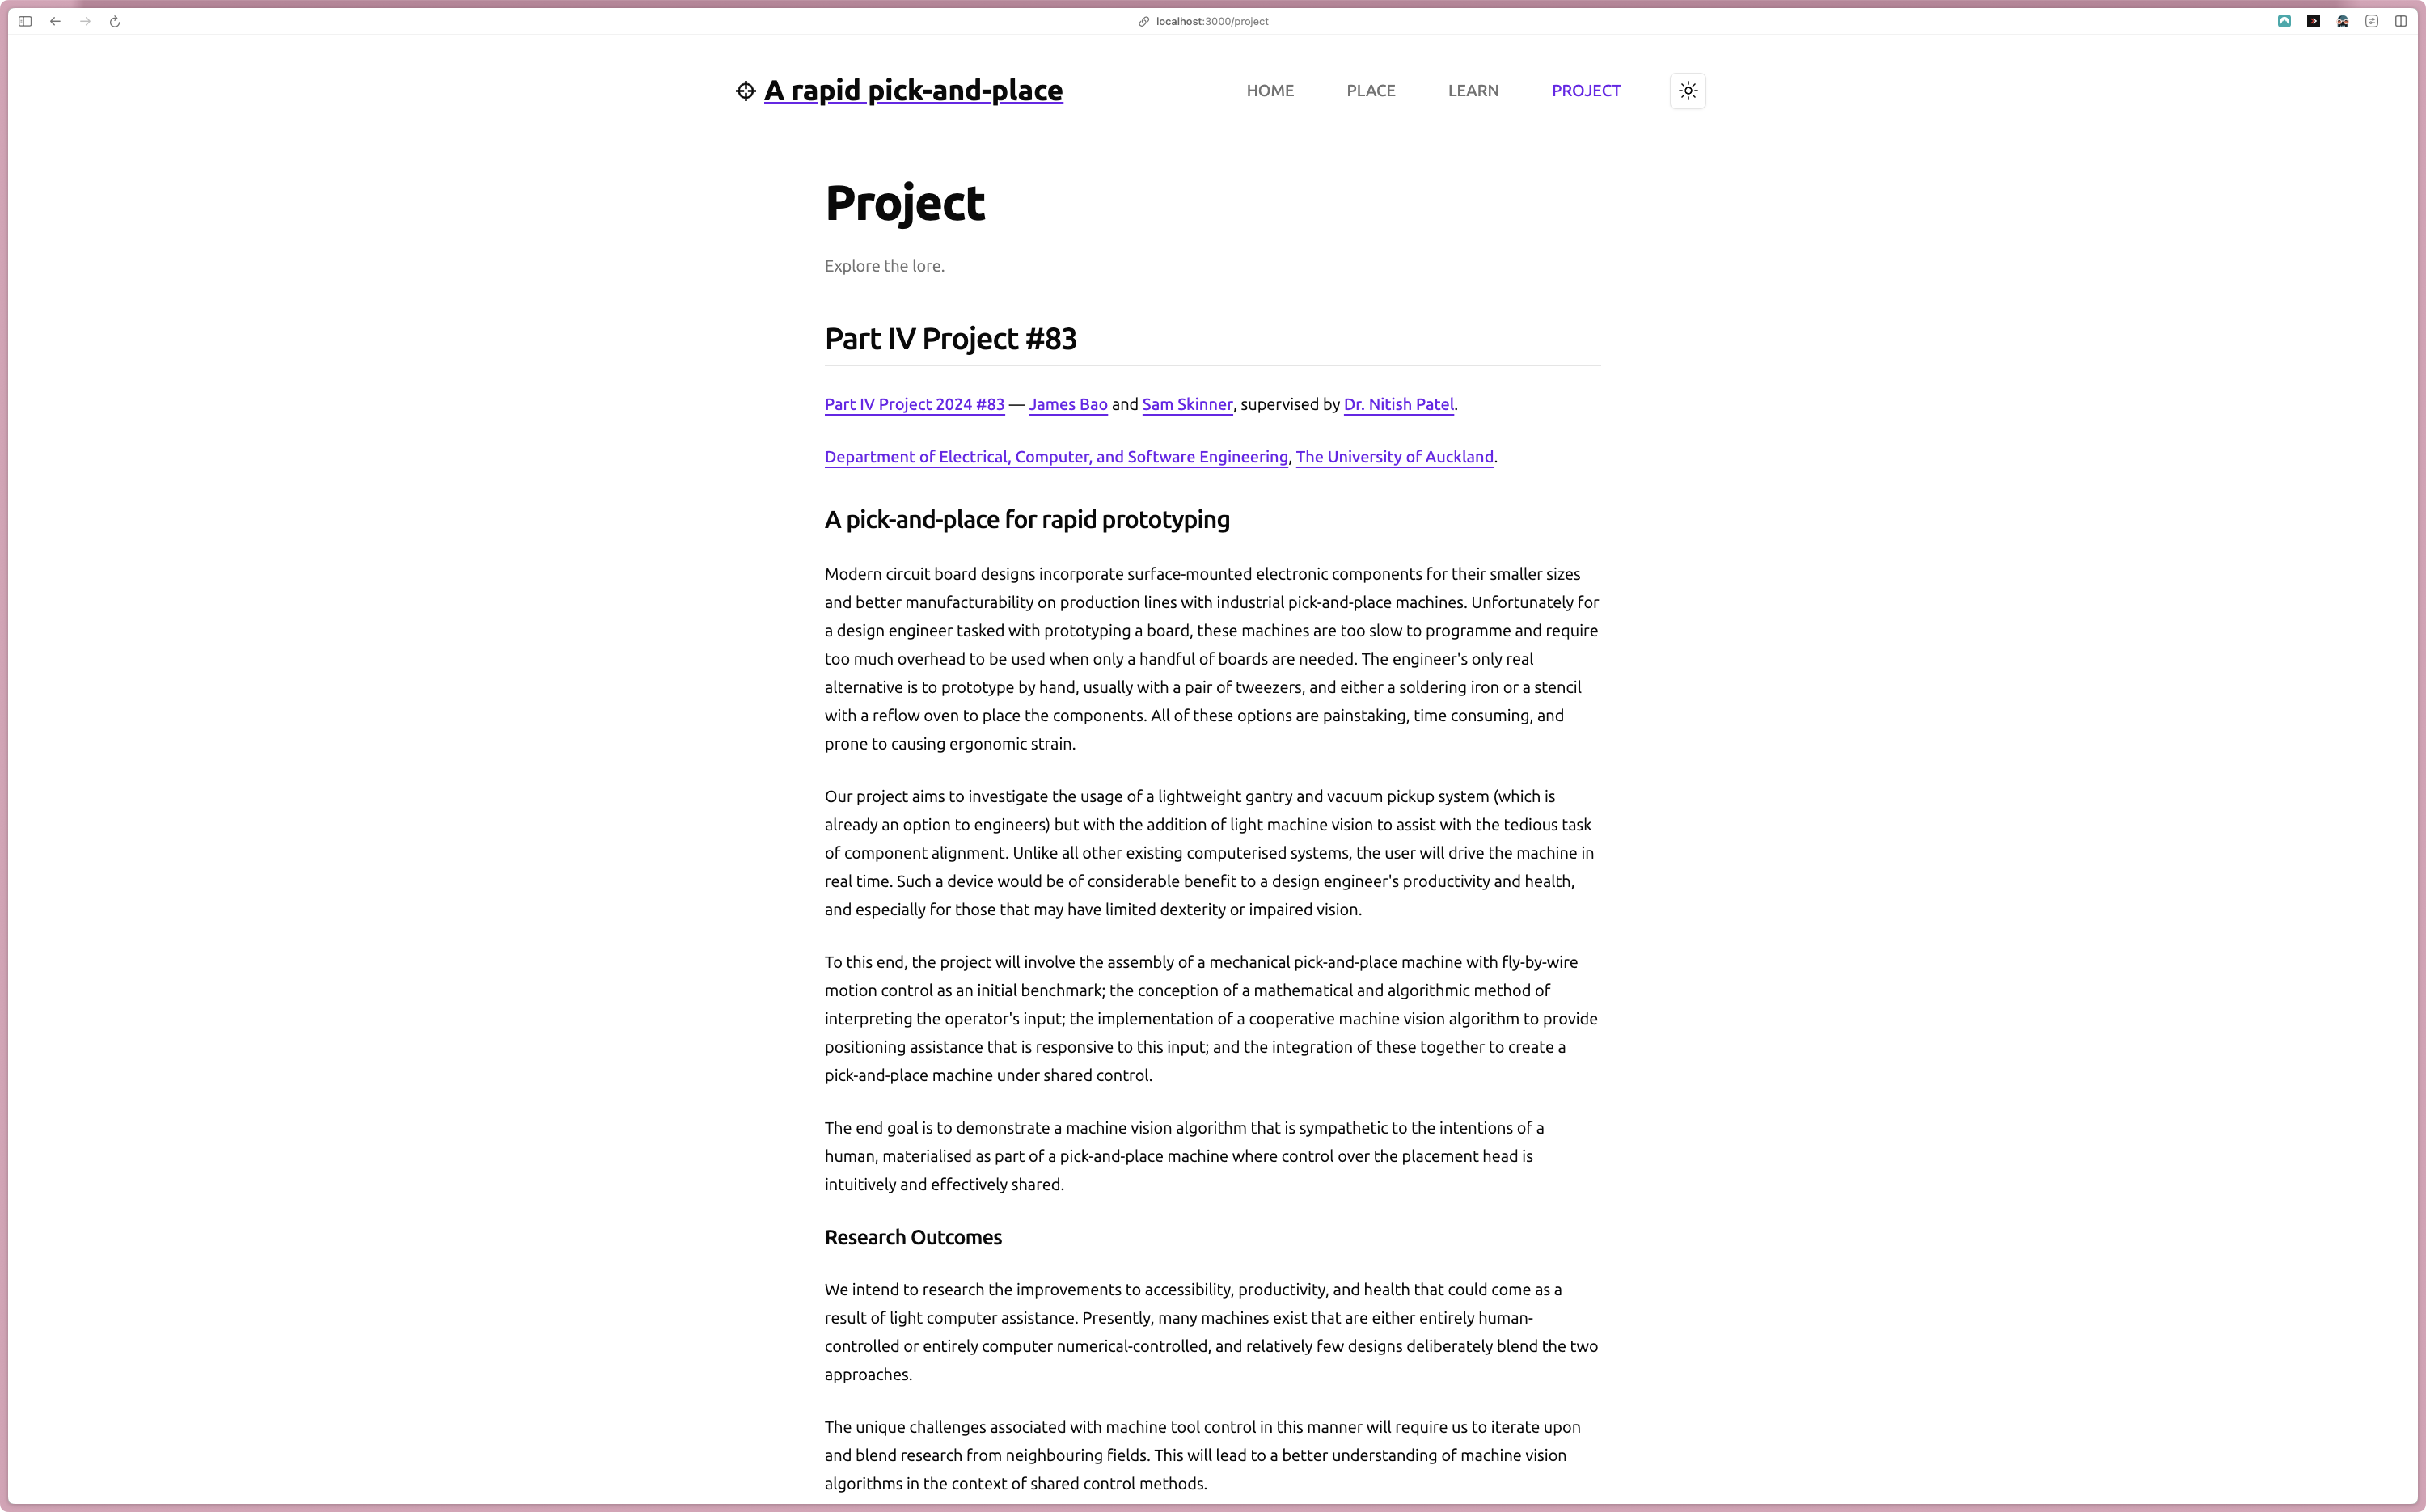 localhost:3000/project
A rapid pick-and-place
HOME PLACE LEARN PROJECT
Project
Explore the lore.
Part IV Project #83
Part IV Project 2024 #83 — James Bao and Sam Skinner, supervised by Dr. Nitish Patel.
Department of Electrical, Computer, and Software Engineering, The University of Auckland.
A pick-and-place for rapid prototyping
Modern circuit board designs incorporate surface-mounted electronic components for their smaller sizes
and better manufacturability on production lines with industrial pick-and-place machines. Unfortunately for
a design engineer tasked with prototyping a board, these machines are too slow to programme and require
too much overhead to be used when only a handful of boards are needed. The engineer's only real
alternative is to prototype by hand, usually with a pair of tweezers, and either a soldering iron or a stencil
with a reflow oven to place the components. All of these options are painstaking, time consuming, and
prone to causing ergonomic strain.
Our project aims to investigate the usage of a lightweight gantry and vacuum pickup system (which is
already an option to engineers) but with the addition of light machine vision to assist with the tedious task
of component alignment. Unlike all other existing computerised systems, the user will drive the machine in
real time. Such a device would be of considerable benefit to a design engineer's productivity and health,
and especially for those that may have limited dexterity or impaired vision.
To this end, the project will involve the assembly of a mechanical pick-and-place machine with fly-by-wire
motion control as an initial benchmark; the conception of a mathematical and algorithmic method of
interpreting the operator's input; the implementation of a cooperative machine vision algorithm to provide
positioning assistance that is responsive to this input; and the integration of these together to create a
pick-and-place machine under shared control.
The end goal is to demonstrate a machine vision algorithm that is sympathetic to the intentions of a
human, materialised as part of a pick-and-place machine where control over the placement head is
intuitively and effectively shared.
Research Outcomes
We intend to research the improvements to accessibility, productivity, and health that could come as a
result of light computer assistance. Presently, many machines exist that are either entirely human-
controlled or entirely computer numerical-controlled, and relatively few designs deliberately blend the two
approaches.
The unique challenges associated with machine tool control in this manner will require us to iterate upon
and blend research from neighbouring fields. This will lead to a better understanding of machine vision
algorithms in the context of shared control methods.